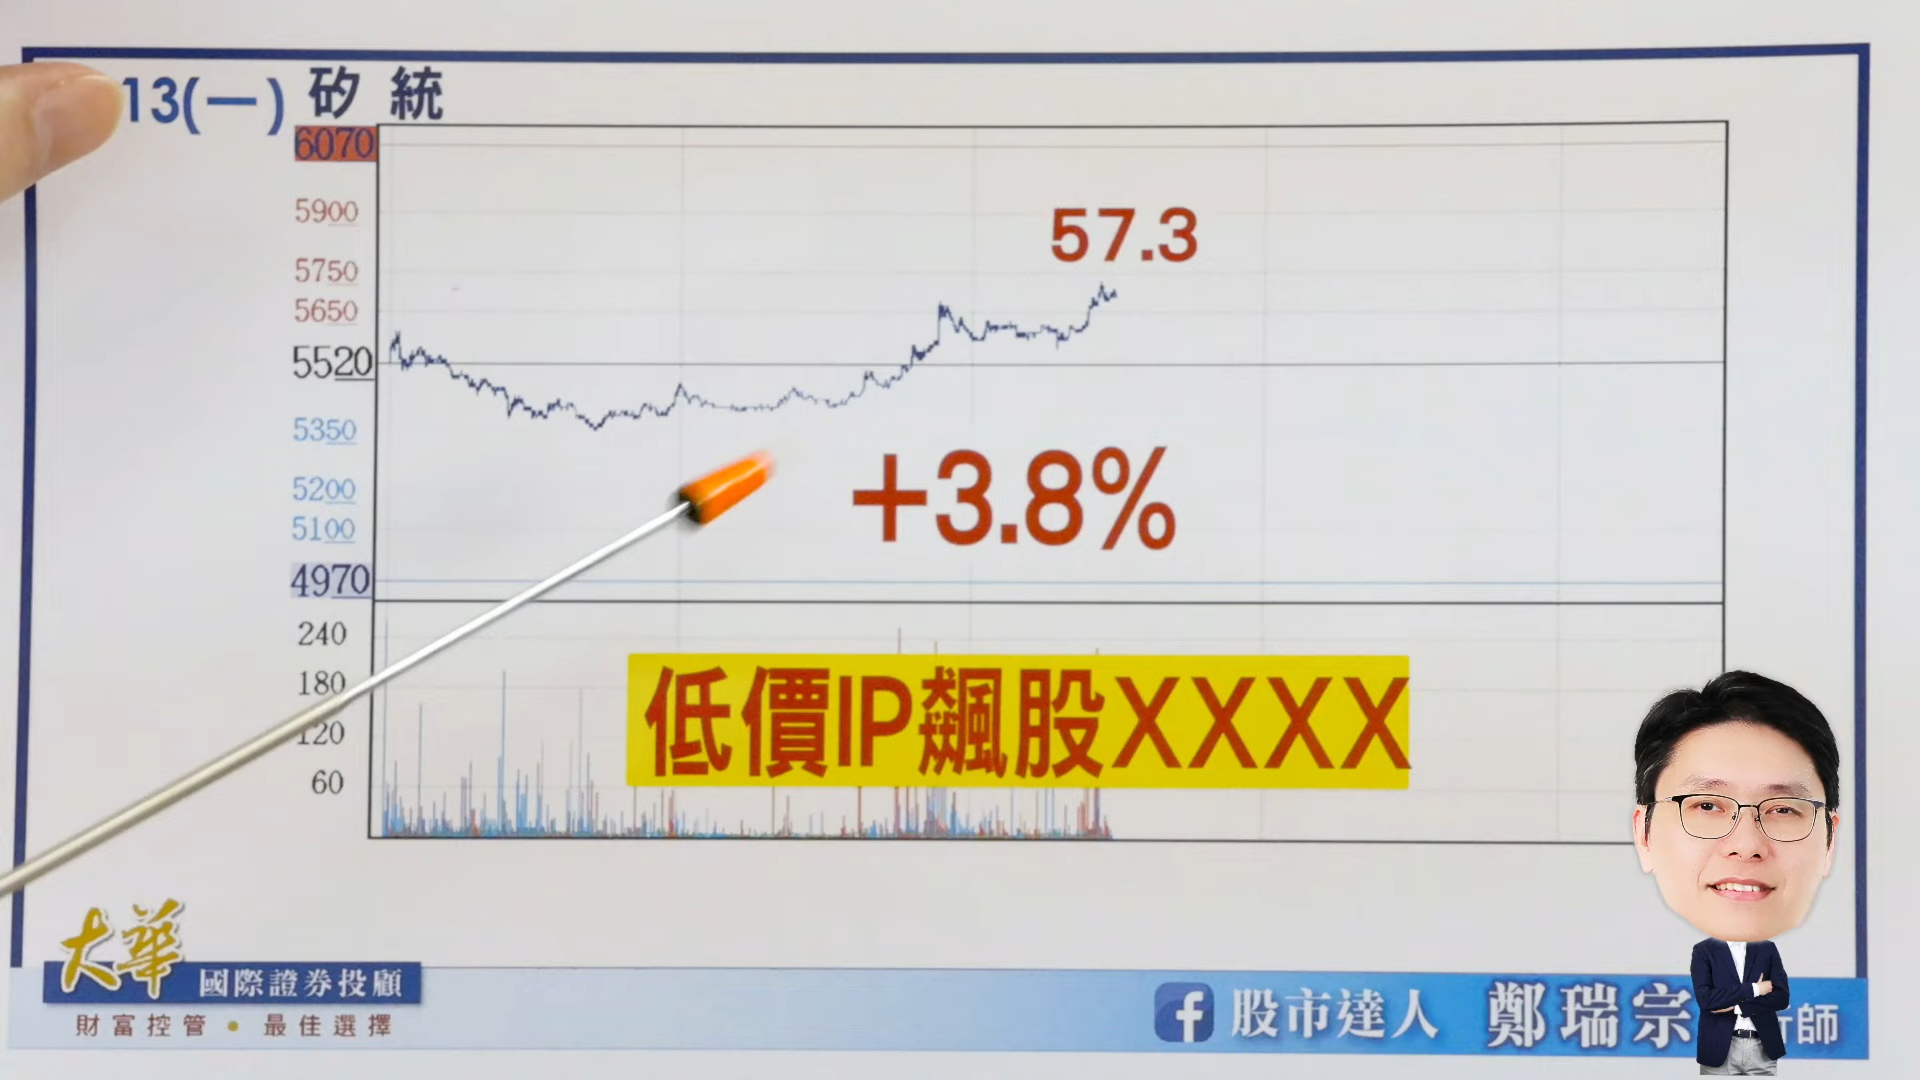 13(一) 矽 統
6070
5900
5750
5650
5520
5350
5200
5100
4970
240
180
120
60
57.3
+3.8%
低價IP飆股XXXX
大華
國際證券投顧
財富控管 • 最佳選擇
股市達人 鄭瑞宗
師